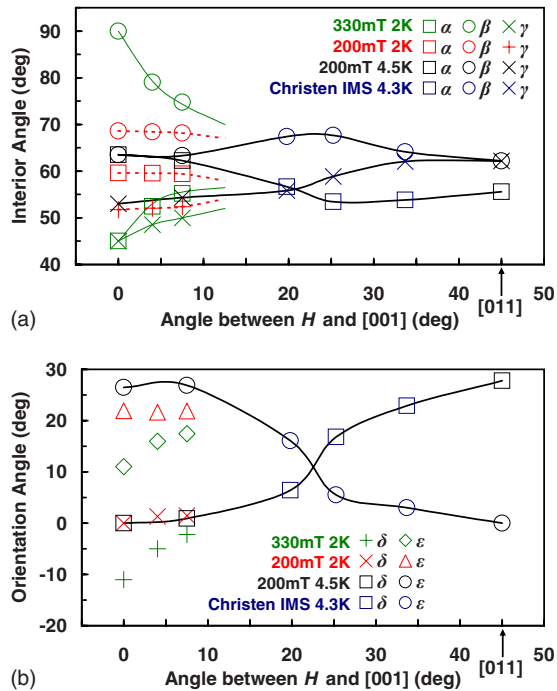 330mT 2K α β γ
200mT 2K α β γ
200mT 4.5K α β γ
Christen IMS 4.3K α β γ
Interior Angle (deg)
100
90
80
70
60
50
40
0 10 20 30 40 50
[011]
(a)
Angle between H and [001] (deg)
Orientation Angle (deg)
30
20
10
0
-10
-20
330mT 2K δ ε
200mT 2K δ ε
200mT 4.5K δ ε
Christen IMS 4.3K δ ε
0 10 20 30 40 50
[011]
(b)
Angle between H and [001] (deg)